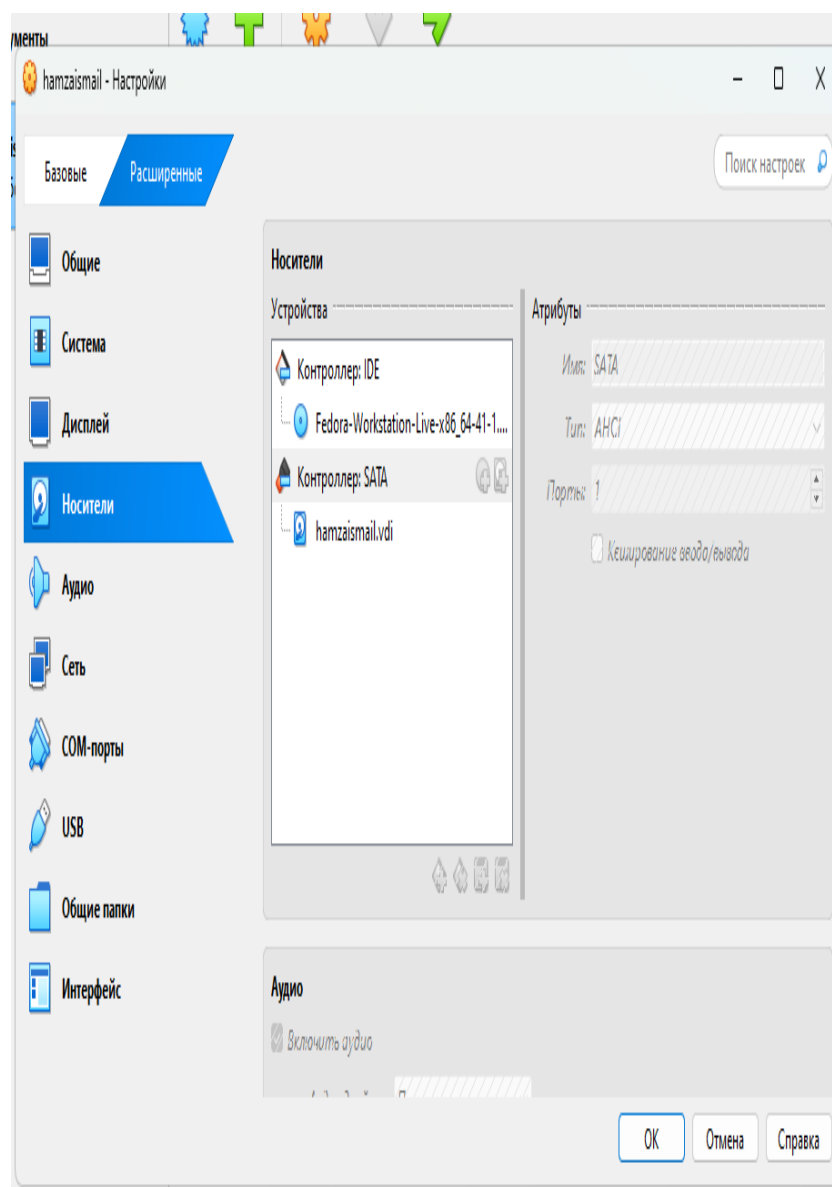 ументы
hamzaismail - Настройки
Базовые
Расширенные
Поиск настроек
Общие
Система
Дисплей
Носители
Аудио
Сеть
COM-порты
USB
Общие папки
Интерфейс
Носители
Устройства
Контроллер: IDE
Fedora-Workstation-Live-x86_64-41-1....
Контроллер: SATA
hamzaismail.vdi
Атрибуты
Имя: SATA
Тип: AHCI
Порты: 1
Кеширование ввода/вывода
Аудио
Включить аудио
OK
Отмена
Справка